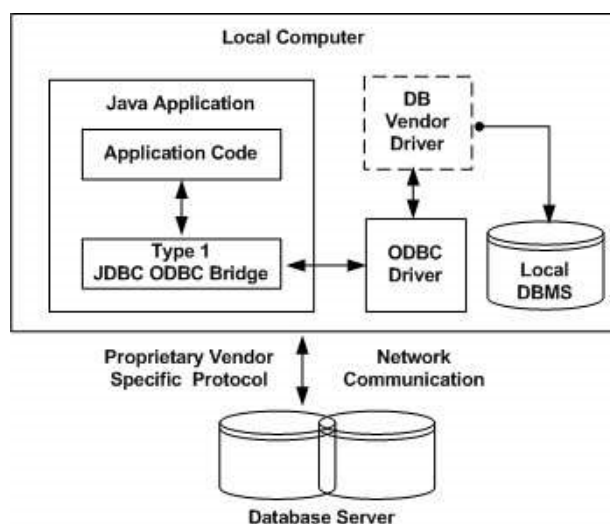 Local Computer
Java Application
Application Code
Type 1
JDBC ODBC Bridge
DB
Vendor
Driver
ODBC
Driver
Local
DBMS
Proprietary Vendor
Specific Protocol
Network
Communication
Database Server